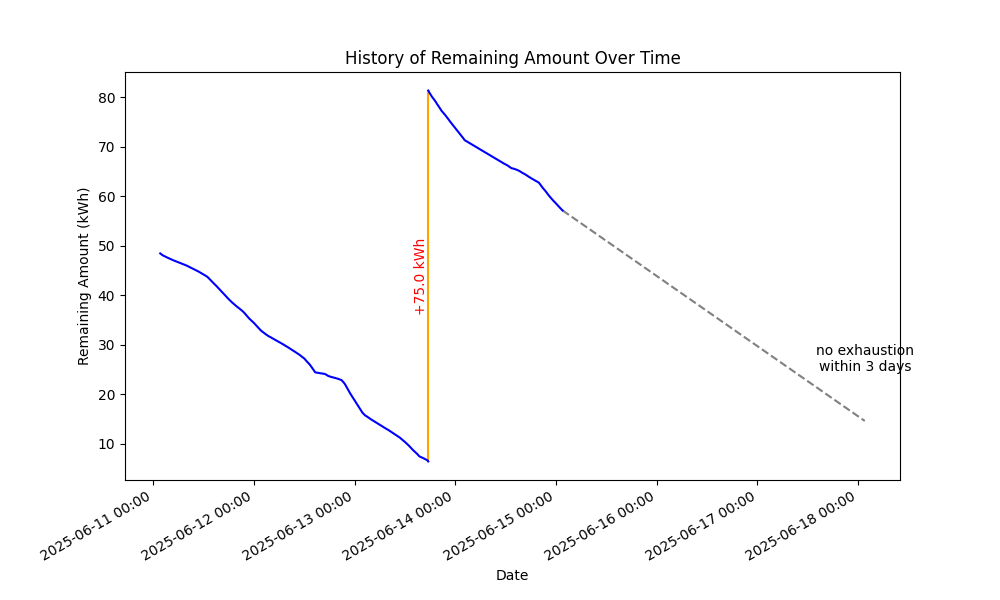 History of Remaining Amount Over Time
Remaining Amount (kWh)
80
70
60
50
40
30
20
10
+75.0 kWh
no exhaustion
within 3 days
2025-06-11 00:00
2025-06-12 00:00
2025-06-13 00:00
2025-06-14 00:00
2025-06-15 00:00
2025-06-16 00:00
2025-06-17 00:00
2025-06-18 00:00
Date